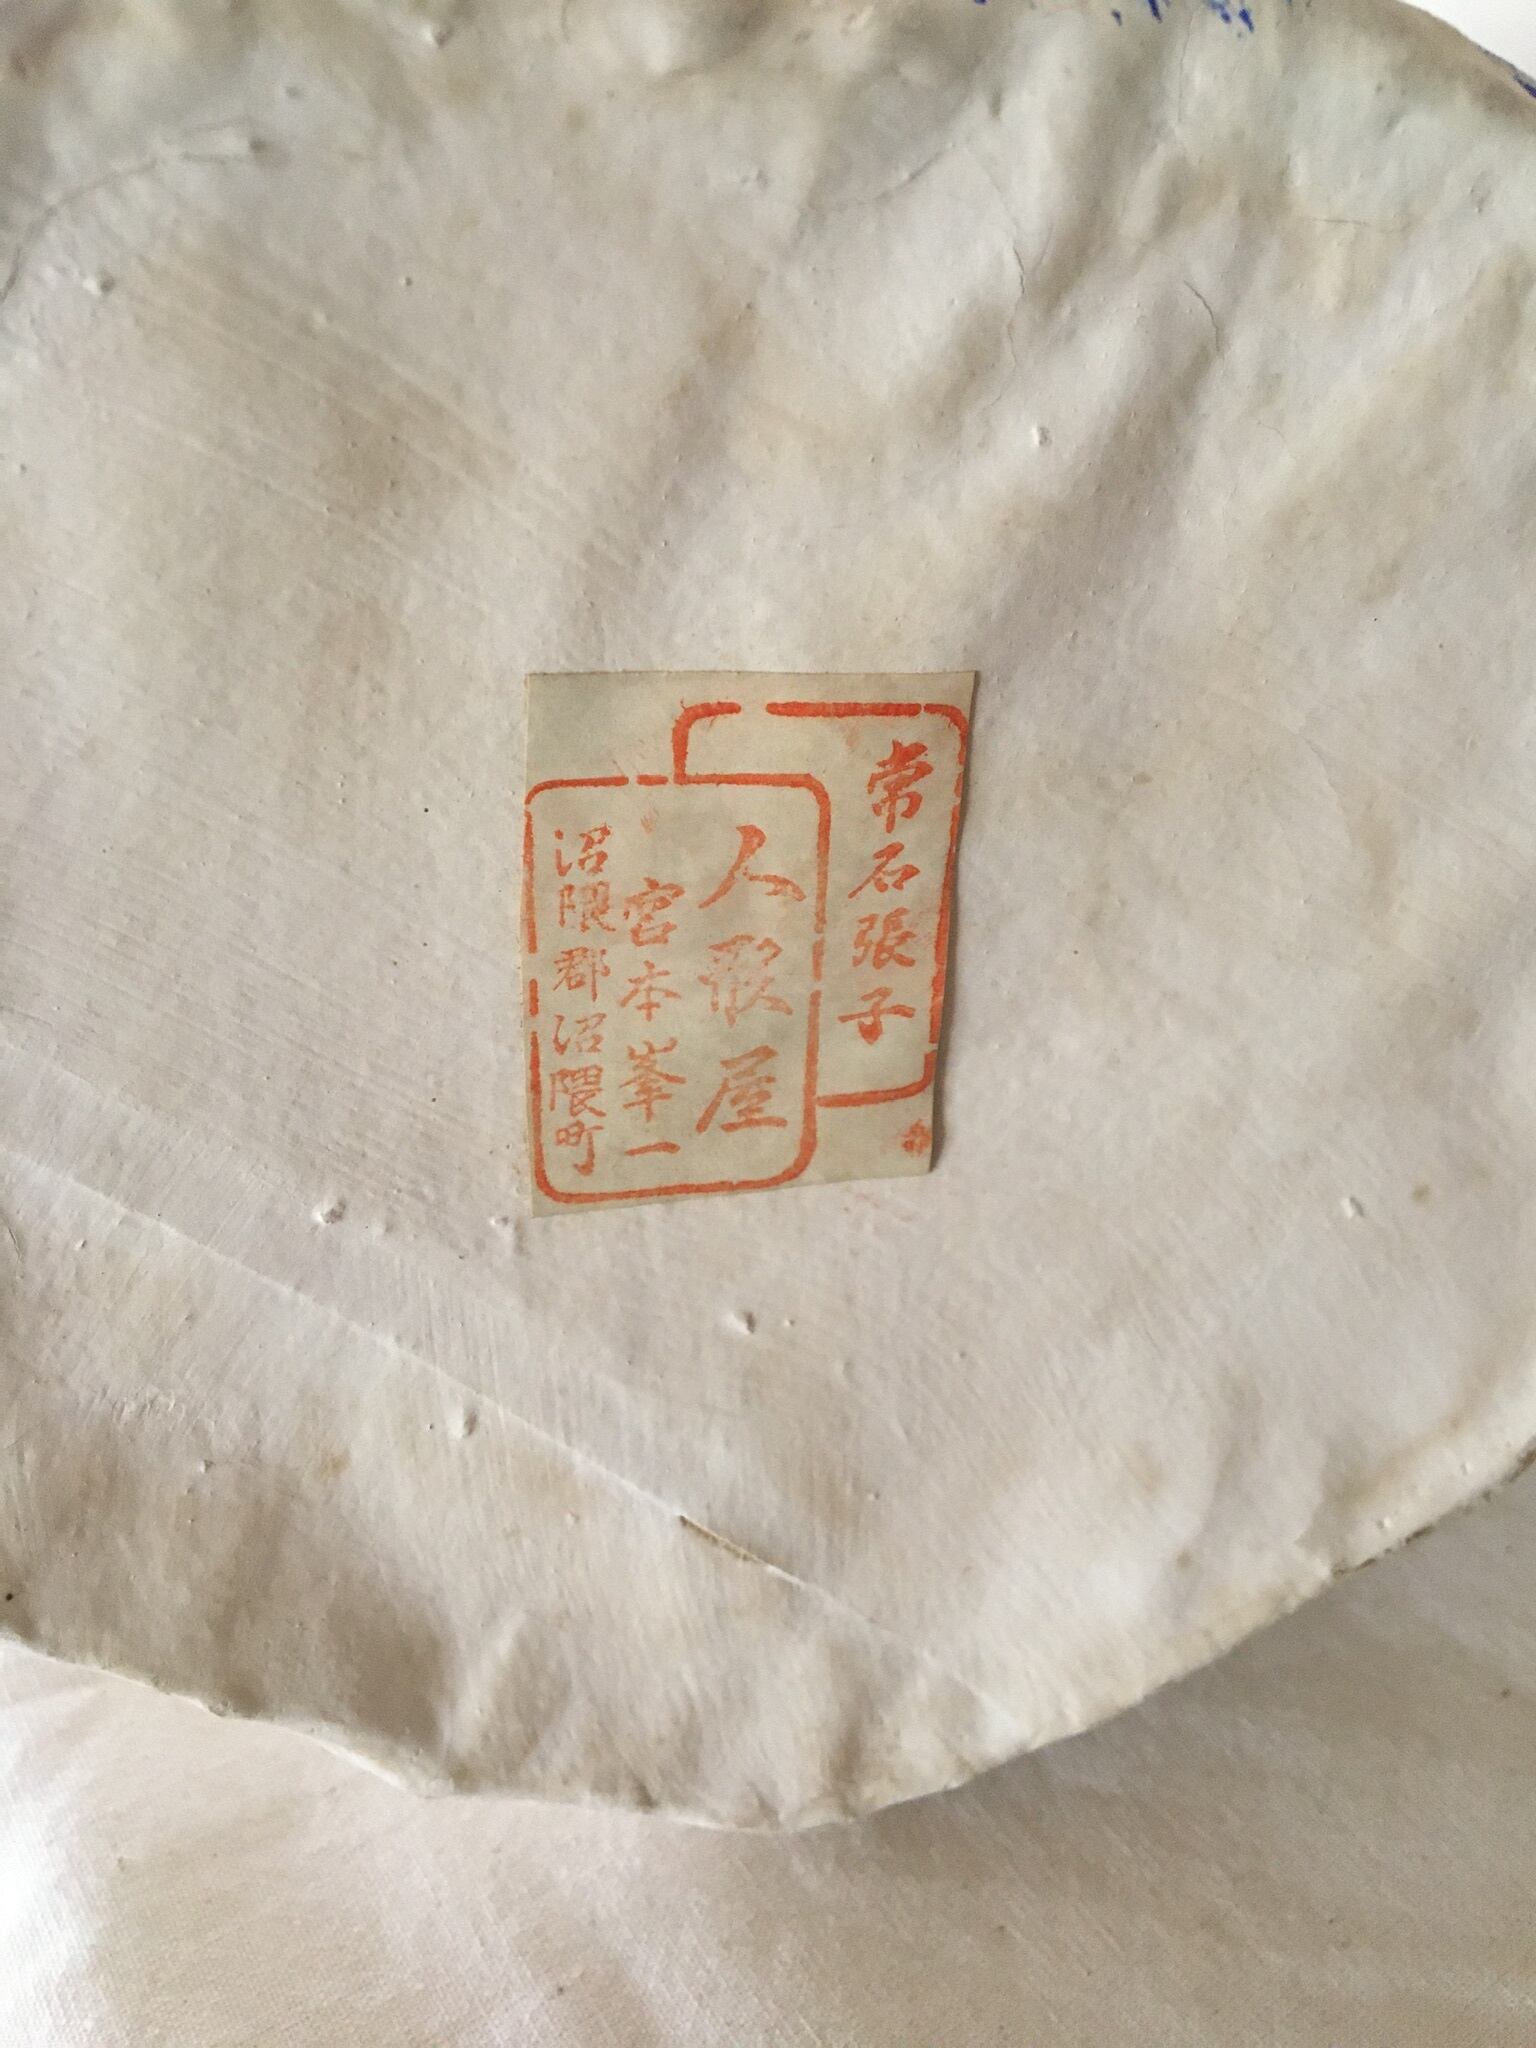 常石張子
人形屋
宮本峯一
沼隈郡沼隈町